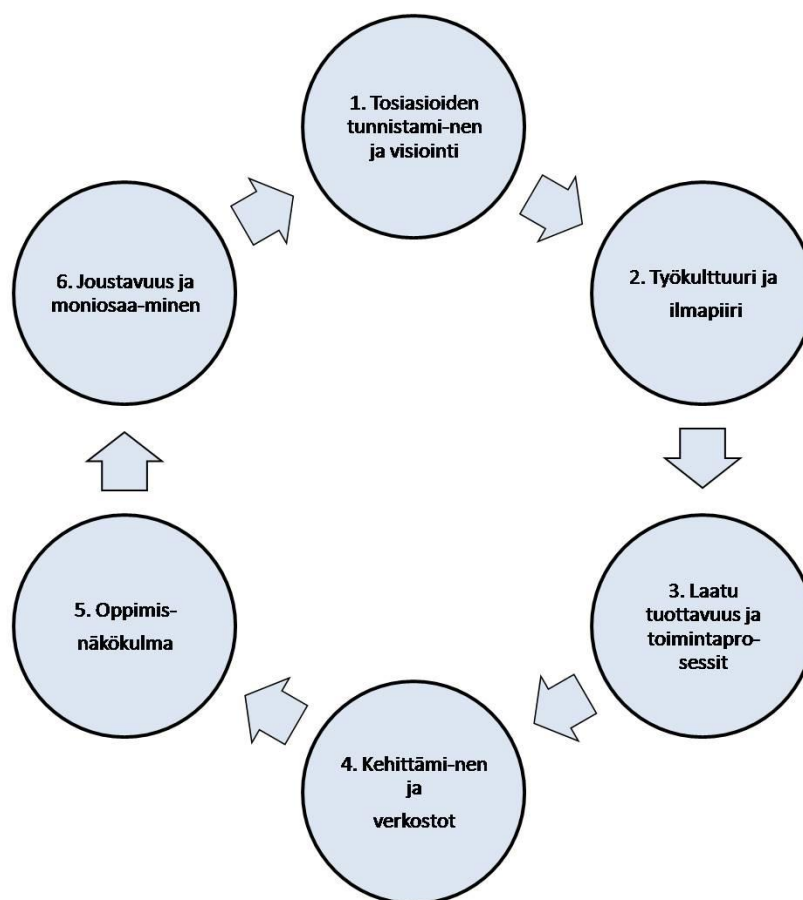 1. Tosiasioiden
tunnistami-nen
ja visiointi
2. Työkulttuuri ja
ilmapiiri
3. Laatu
tuottavuus ja
toimintapro-
sessit
4. Kehittämi-nen
ja
verkostot
5. Oppimis-
näkökulma
6. Joustavuus ja
moniosaa-minen